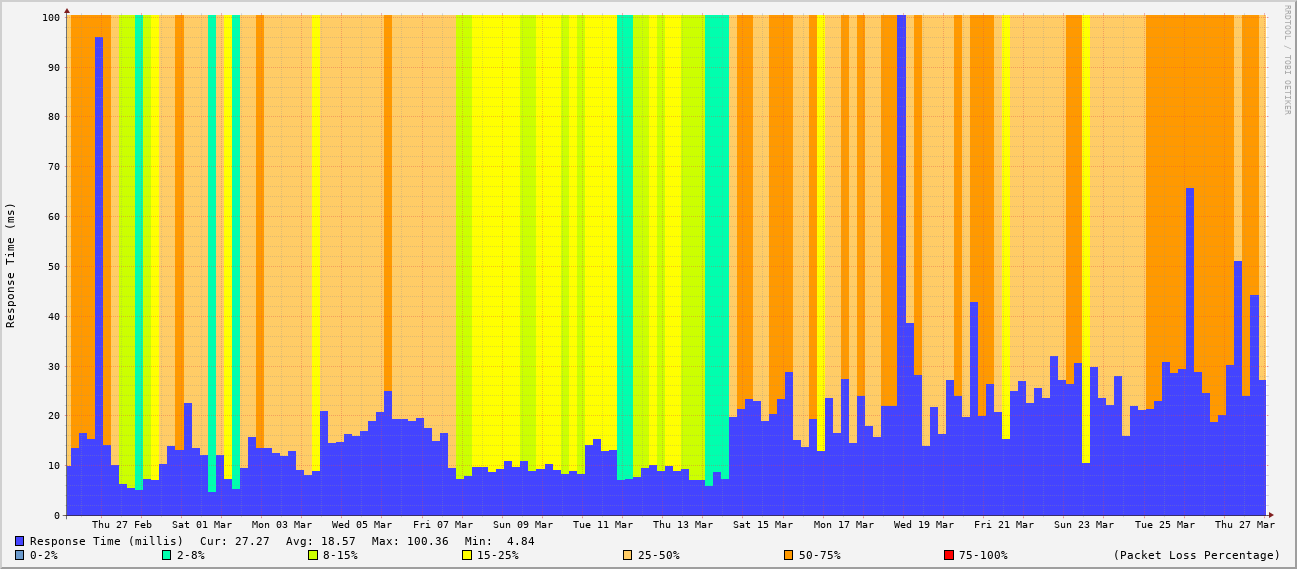 RRDTOOL / TOBI OETIKER
Response Time (ms)
100
90
80
70
60
50
40
30
20
10
0
Thu 27 Feb Sat 01 Mar Mon 03 Mar Wed 05 Mar Fri 07 Mar Sun 09 Mar Tue 11 Mar Thu 13 Mar Sat 15 Mar Mon 17 Mar Wed 19 Mar Fri 21 Mar Sun 23 Mar Tue 25 Mar Thu 27 Mar
Response Time (millis) Cur: 27.27 Avg: 18.57 Max: 100.36 Min: 4.84
0-2% 2-8% 8-15% 15-25% 25-50% 50-75% 75-100% (Packet Loss Percentage)